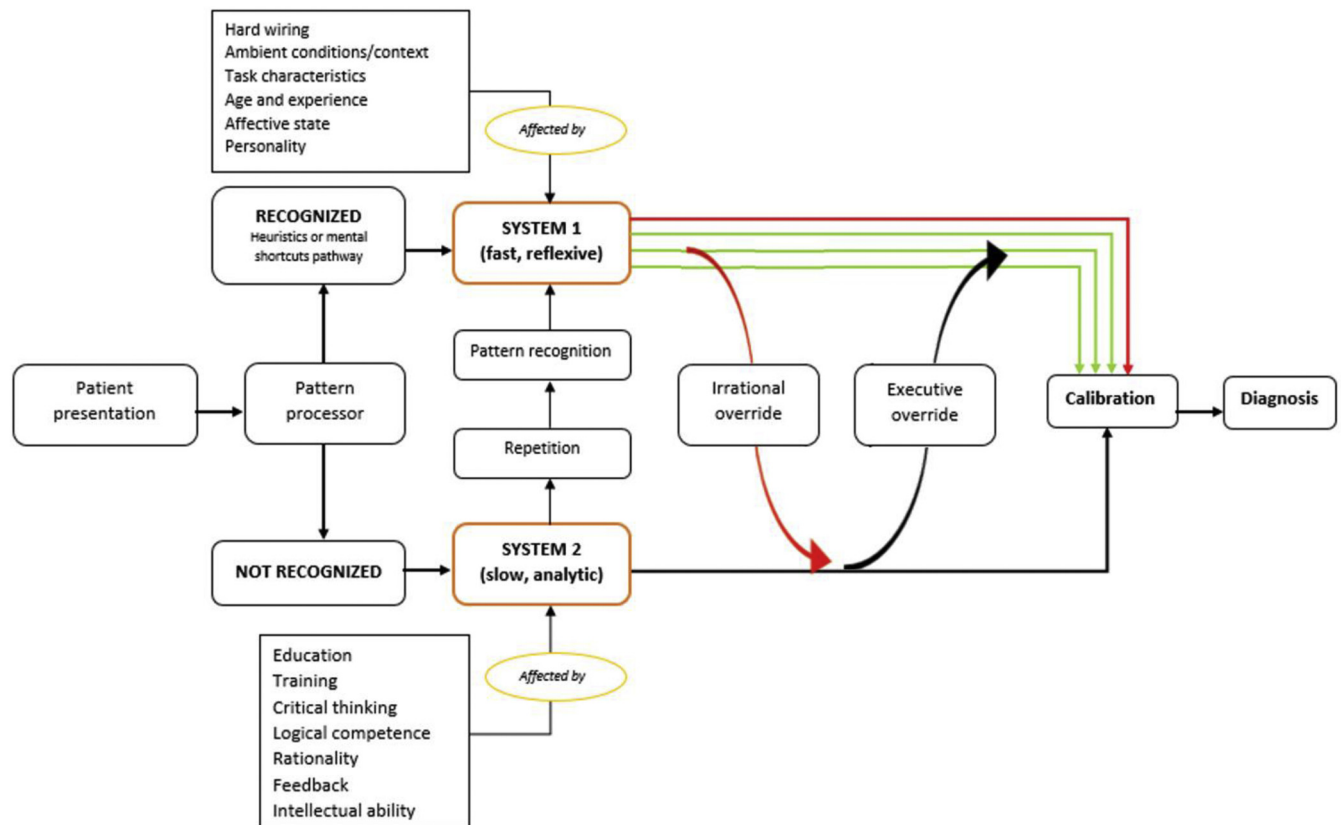 Hard wiring
Ambient conditions/context
Task characteristics
Age and experience
Affective state
Personality
Affected by
RECOGNIZED
Heuristics or mental
shortcuts pathway
SYSTEM 1
(fast, reflexive)
Pattern recognition
Patient
presentation
Pattern
processor
Irrational
override
Executive
override
Calibration
Diagnosis
Repetition
NOT RECOGNIZED
SYSTEM 2
(slow, analytic)
Education
Training
Critical thinking
Logical competence
Rationality
Feedback
Intellectual ability
Affected by